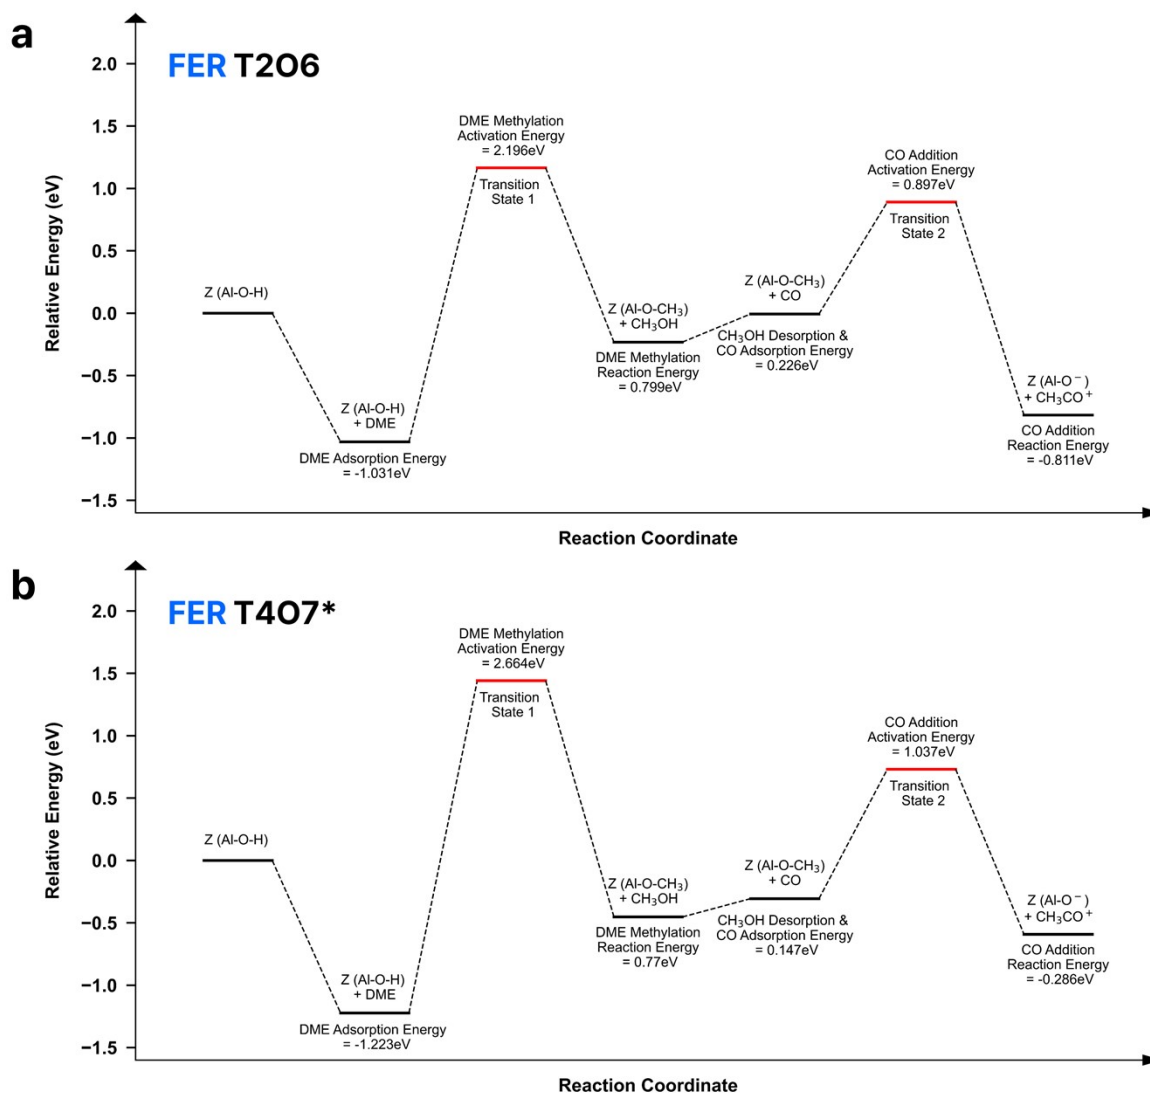 a
FER T2O6
Relative Energy (eV)
2.0
1.5
1.0
0.5
0.0
−0.5
−1.0
−1.5
Z (Al-O-H)
Z (Al-O-H)
+ DME
DME Adsorption Energy
= -1.031eV
DME Methylation
Activation Energy
= 2.196eV
Transition
State 1
Z (Al-O-CH₃)
+ CH₃OH
DME Methylation
Reaction Energy
= 0.799eV
Z (Al-O-CH₃)
+ CO
CH₃OH Desorption &
CO Adsorption Energy
= 0.226eV
CO Addition
Activation Energy
= 0.897eV
Transition
State 2
Z (Al-O⁻)
+ CH₃CO⁺
CO Addition
Reaction Energy
= -0.811eV
Reaction Coordinate
b
FER T4O7*
Relative Energy (eV)
2.0
1.5
1.0
0.5
0.0
−0.5
−1.0
−1.5
Z (Al-O-H)
Z (Al-O-H)
+ DME
DME Adsorption Energy
= -1.223eV
DME Methylation
Activation Energy
= 2.664eV
Transition
State 1
Z (Al-O-CH₃)
+ CH₃OH
DME Methylation
Reaction Energy
= 0.77eV
Z (Al-O-CH₃)
+ CO
CH₃OH Desorption &
CO Adsorption Energy
= 0.147eV
CO Addition
Activation Energy
= 1.037eV
Transition
State 2
Z (Al-O⁻)
+ CH₃CO⁺
CO Addition
Reaction Energy
= -0.286eV
Reaction Coordinate